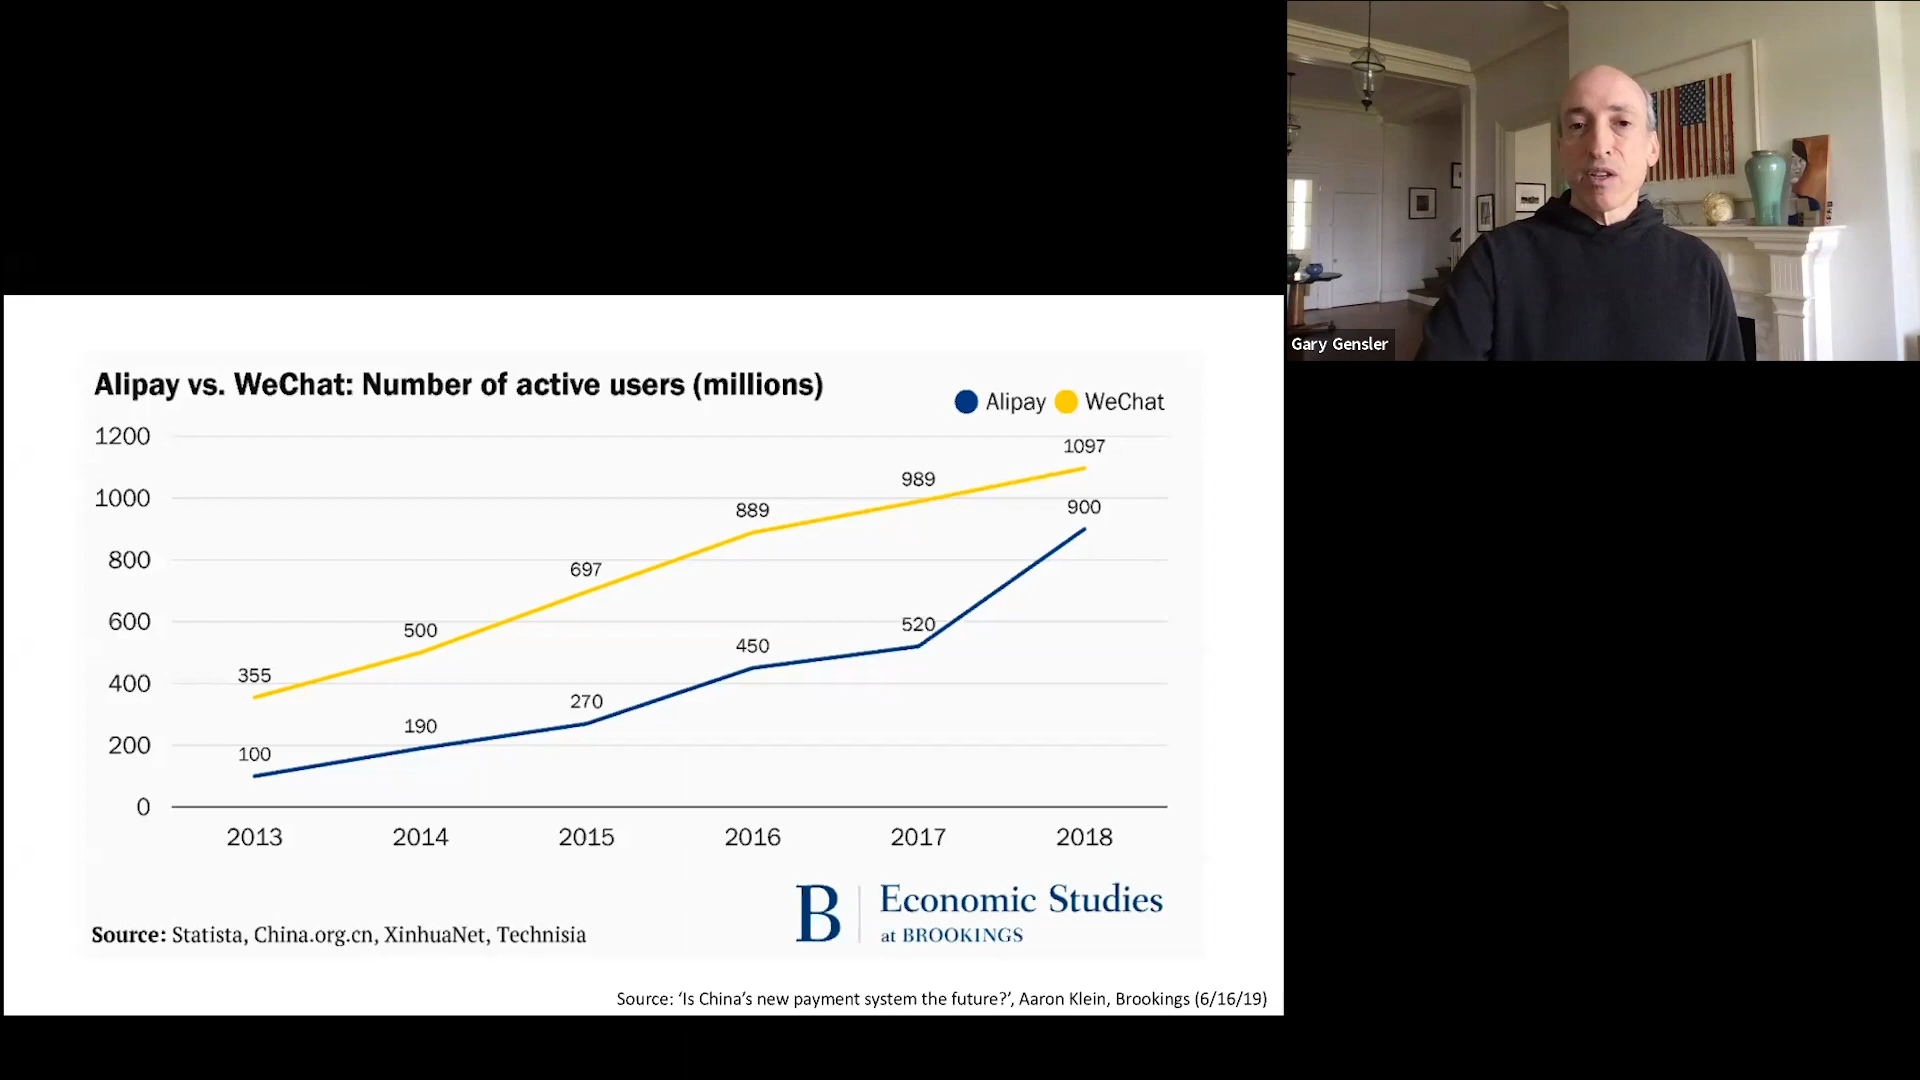 Gary Gensler
Alipay vs. WeChat: Number of active users (millions)
Alipay WeChat
1200
1000
800
600
400
200
0
355
500
697
889
989
1097
100
190
270
450
520
900
2013 2014 2015 2016 2017 2018
B Economic Studies
at BROOKINGS
Source: Statista, China.org.cn, XinhuaNet, Technisia
Source: ‘Is China’s new payment system the future?’, Aaron Klein, Brookings (6/16/19)